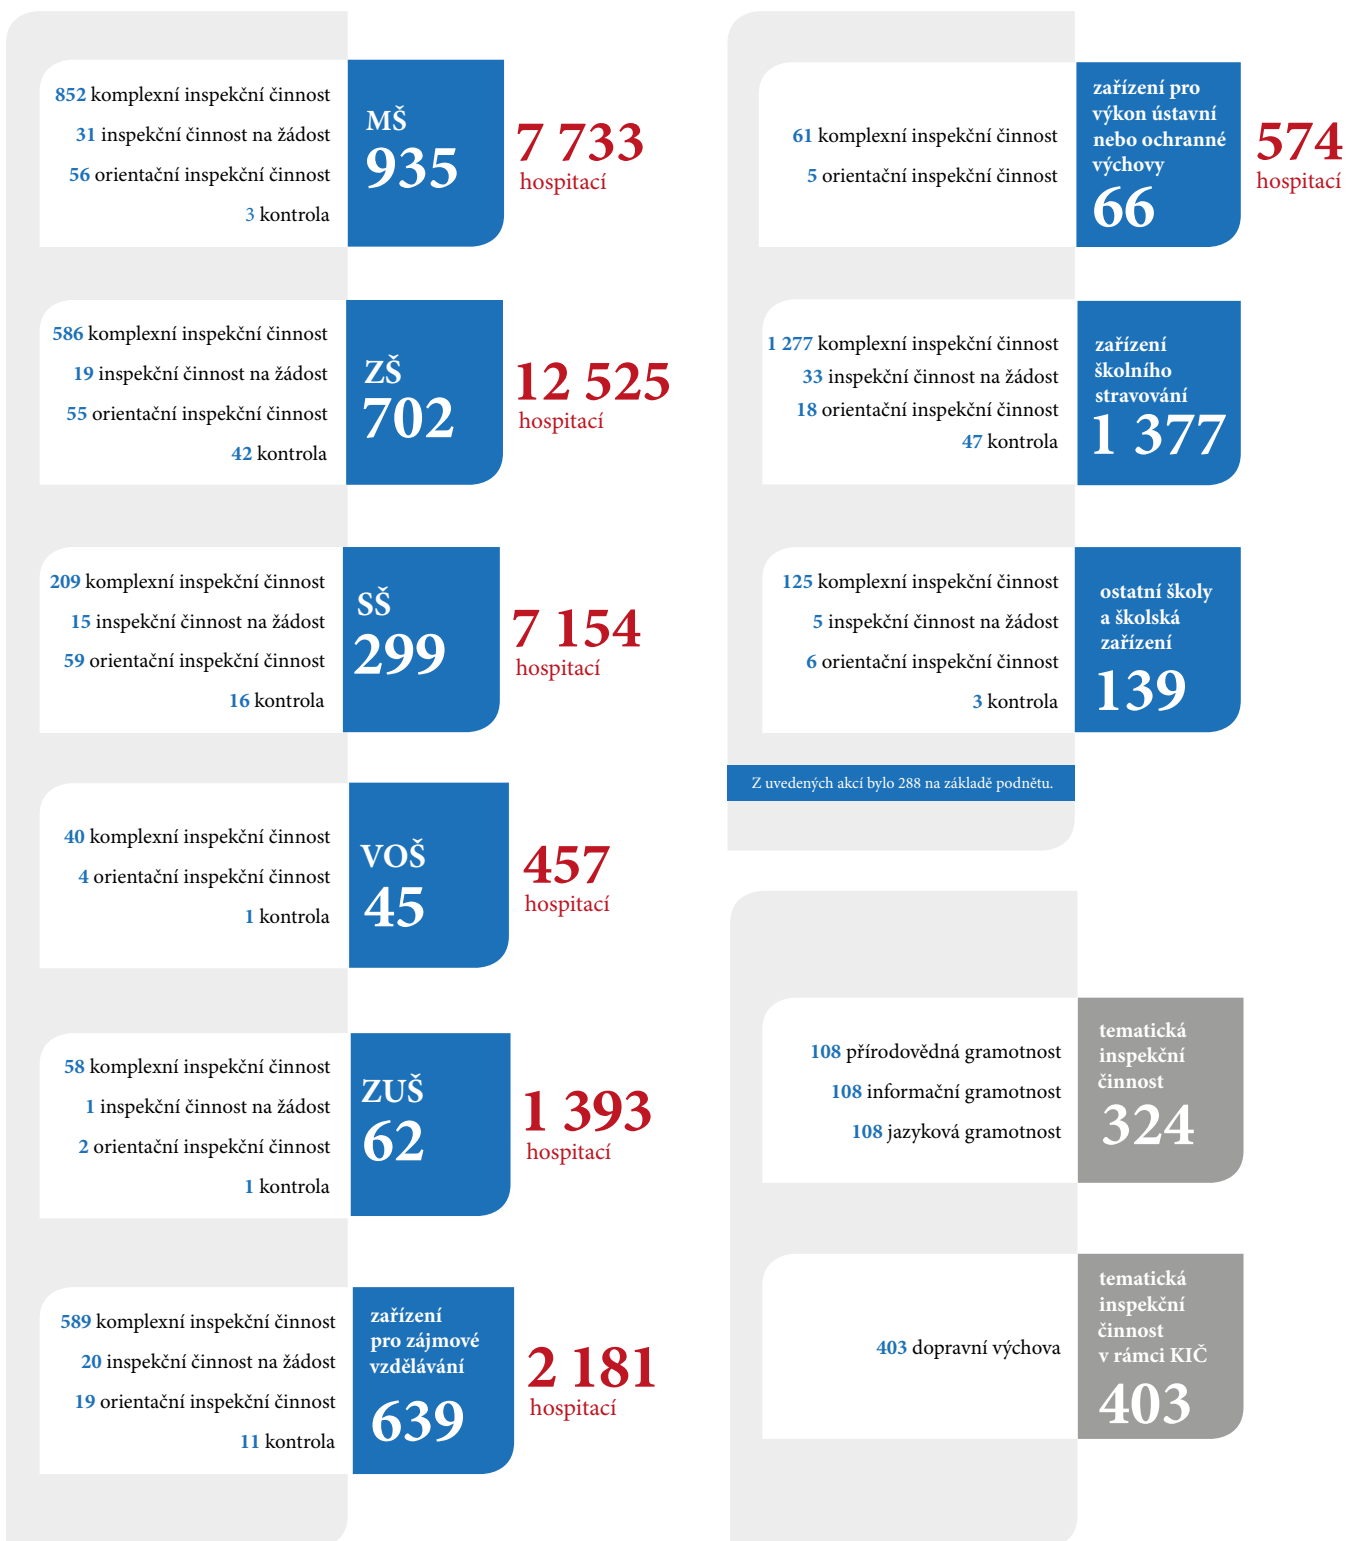 852 komplexní inspekční činnost
31 inspekční činnost na žádost
56 orientační inspekční činnost
3 kontrola
MŠ
935
7 733
hospitací
586 komplexní inspekční činnost
19 inspekční činnost na žádost
55 orientační inspekční činnost
42 kontrola
ZŠ
702
12 525
hospitací
209 komplexní inspekční činnost
15 inspekční činnost na žádost
59 orientační inspekční činnost
16 kontrola
SŠ
299
7 154
hospitací
40 komplexní inspekční činnost
4 orientační inspekční činnost
1 kontrola
VOŠ
45
457
hospitací
58 komplexní inspekční činnost
1 inspekční činnost na žádost
2 orientační inspekční činnost
1 kontrola
ZUŠ
62
1 393
hospitací
589 komplexní inspekční činnost
20 inspekční činnost na žádost
19 orientační inspekční činnost
11 kontrola
zařízení
pro zájmové
vzdělávání
639
2 181
hospitací
61 komplexní inspekční činnost
5 orientační inspekční činnost
zařízení pro
výkon ústavní
nebo ochranné
výchovy
66
574
hospitací
1 277 komplexní inspekční činnost
33 inspekční činnost na žádost
18 orientační inspekční činnost
47 kontrola
zařízení
školního
stravování
1 377
125 komplexní inspekční činnost
5 inspekční činnost na žádost
6 orientační inspekční činnost
3 kontrola
ostatní školy
a školská
zařízení
139
Z uvedených akcí bylo 288 na základě podnětu.
108 přírodovědná gramotnost
108 informační gramotnost
108 jazyková gramotnost
tematická
inspekční
činnost
324
403 dopravní výchova
tematická
inspekční
činnost
v rámci KIČ
403